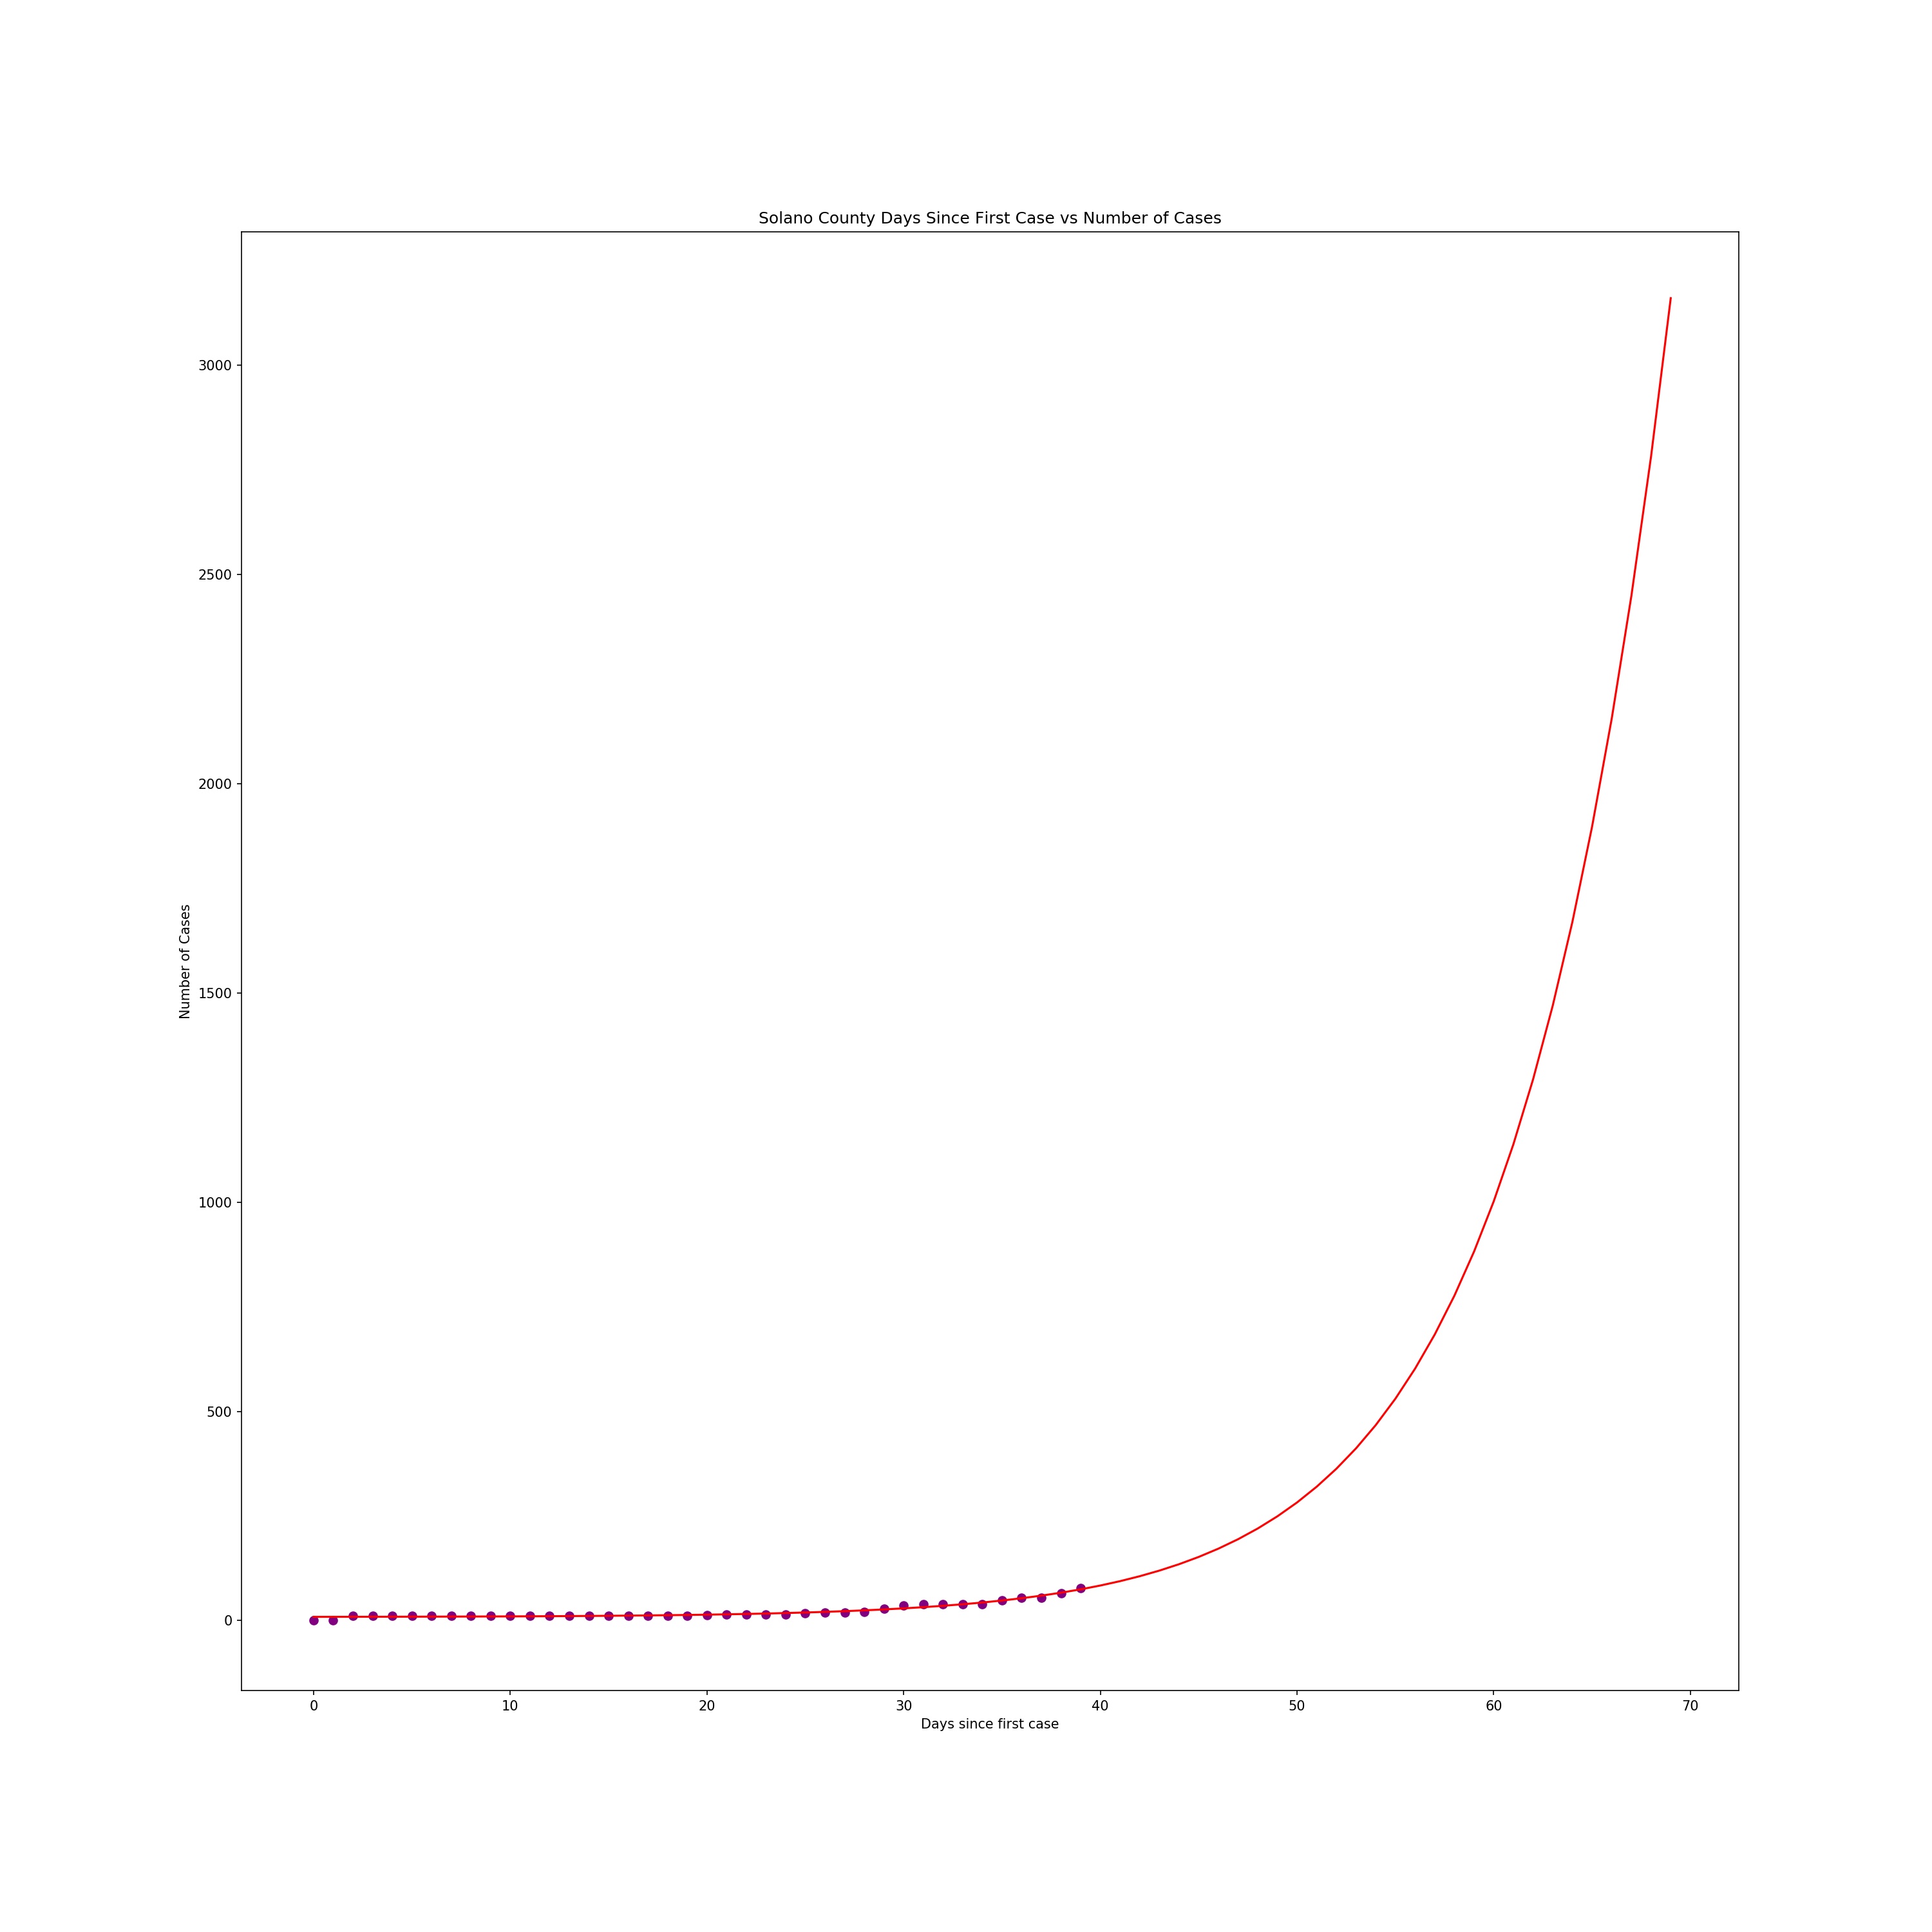 Solano County Days Since First Case vs Number of Cases
3000
2500
2000
1500
1000
500
0
Number of Cases
0 10 20 30 40 50 60 70
Days since first case